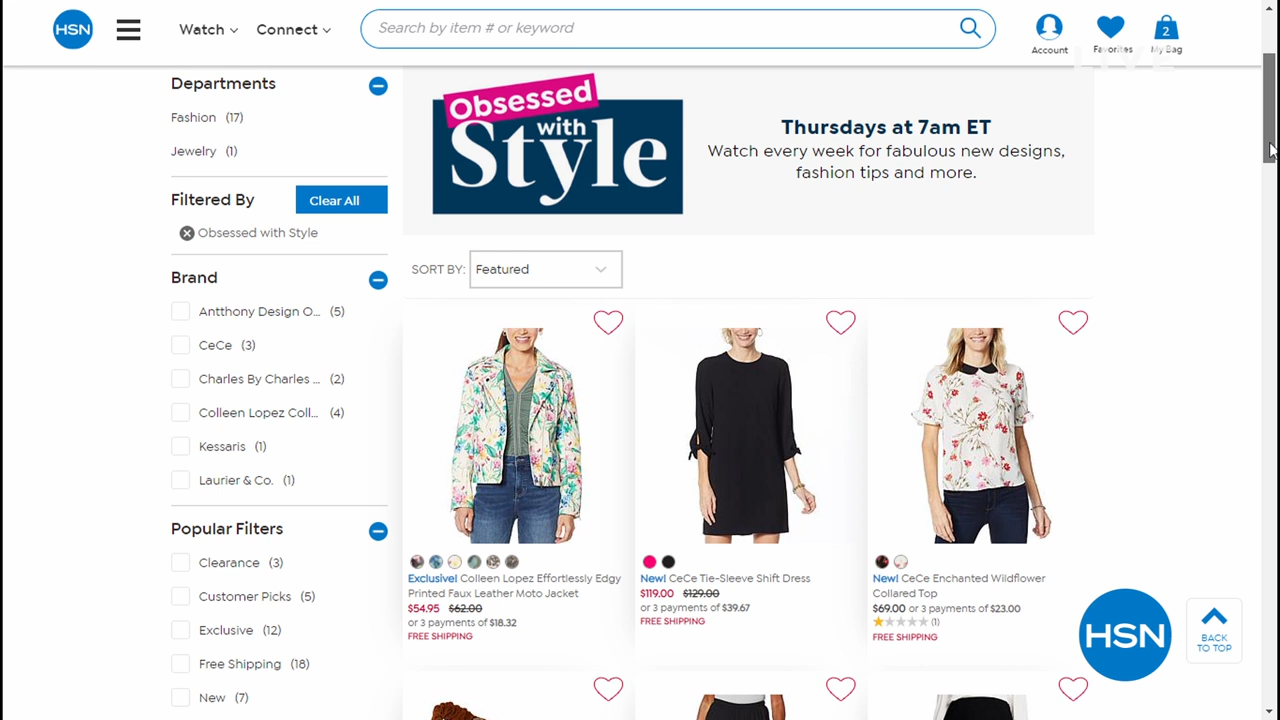 HSN
Watch
Connect
Search by item # or keyword
Account
Favorites
2
My Bag
LIVE
Departments
Fashion (17)
Jewelry (1)
Filtered By
Clear All
Obsessed with Style
Brand
Antthony Design O... (5)
CeCe (3)
Charles By Charles ... (2)
Colleen Lopez Coll... (4)
Kessaris (1)
Laurier & Co. (1)
Popular Filters
Clearance (3)
Customer Picks (5)
Exclusive (12)
Free Shipping (18)
New (7)
Obsessed
with
Style
Thursdays at 7am ET
Watch every week for fabulous new designs,
fashion tips and more.
SORT BY: Featured
Exclusive! Colleen Lopez Effortlessly Edgy
Printed Faux Leather Moto Jacket
$54.95 $62.00
or 3 payments of $18.32
FREE SHIPPING
New! CeCe Tie-Sleeve Shift Dress
$119.00 $129.00
or 3 payments of $39.67
FREE SHIPPING
New! CeCe Enchanted Wildflower
Collared Top
$69.00 or 3 payments of $23.00
(1)
FREE SHIPPING
HSN
BACK
TO TOP